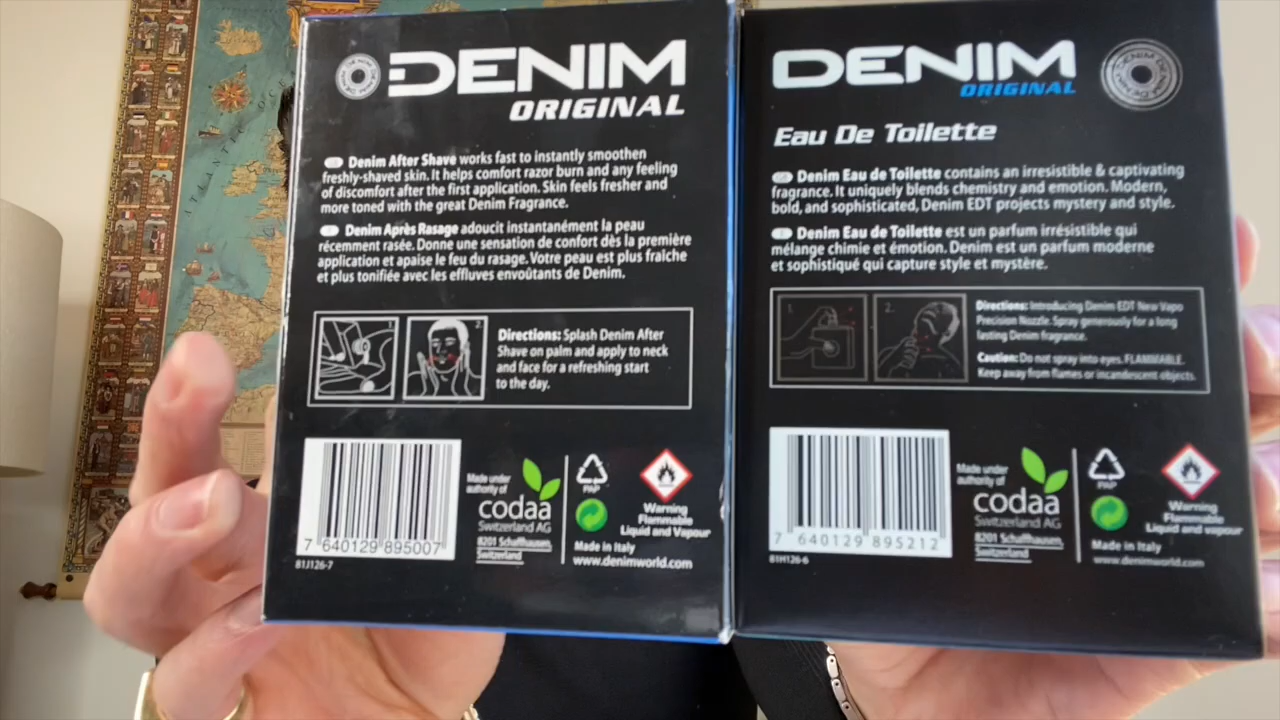 DENIM
ORIGINAL
Denim After Shave works fast to instantly smoothen
freshly-shaved skin. It helps comfort razor burn and any feeling
of discomfort after the first application. Skin feels fresher and
more toned with the great Denim Fragrance.
Denim Après Rasage adoucit instantanément la peau
récemment rasée. Donne une sensation de confort dès la première
application et apaise le feu du rasage. Votre peau est plus fraîche
et plus tonifiée avec les effluves envoûtants de Denim.
2.
Directions: Splash Denim After
Shave on palm and apply to neck
and face for a refreshing start
to the day.
7 640129 895007
81J126-7
Made under
authority of
codaa
Switzerland AG
8201 Schaffhausen,
Switzerland
PAP
Made in Italy
www.denimworld.com
Warning
Flammable
Liquid and Vapour
DENIM
ORIGINAL
Eau De Toilette
Denim Eau de Toilette contains an irresistible & captivating
fragrance. It uniquely blends chemistry and emotion. Modern,
bold, and sophisticated, Denim EDT projects mystery and style.
Denim Eau de Toilette est un parfum irrésistible qui
mélange chimie et émotion. Denim est un parfum moderne
et sophistiqué qui capture style et mystère.
1.
2.
Directions: Introducing Denim EDT New Vapo
Precision Nozzle. Spray generously for a long
lasting Denim fragrance.
Caution: Do not spray into eyes. FLAMMABLE.
Keep away from flames or incandescent objects.
7 640129 895212
81H126-6
Made under
authority of
codaa
Switzerland AG
8201 Schaffhausen,
Switzerland
PAP
Made in Italy
www.denimworld.com
Warning
Flammable
Liquid and Vapour